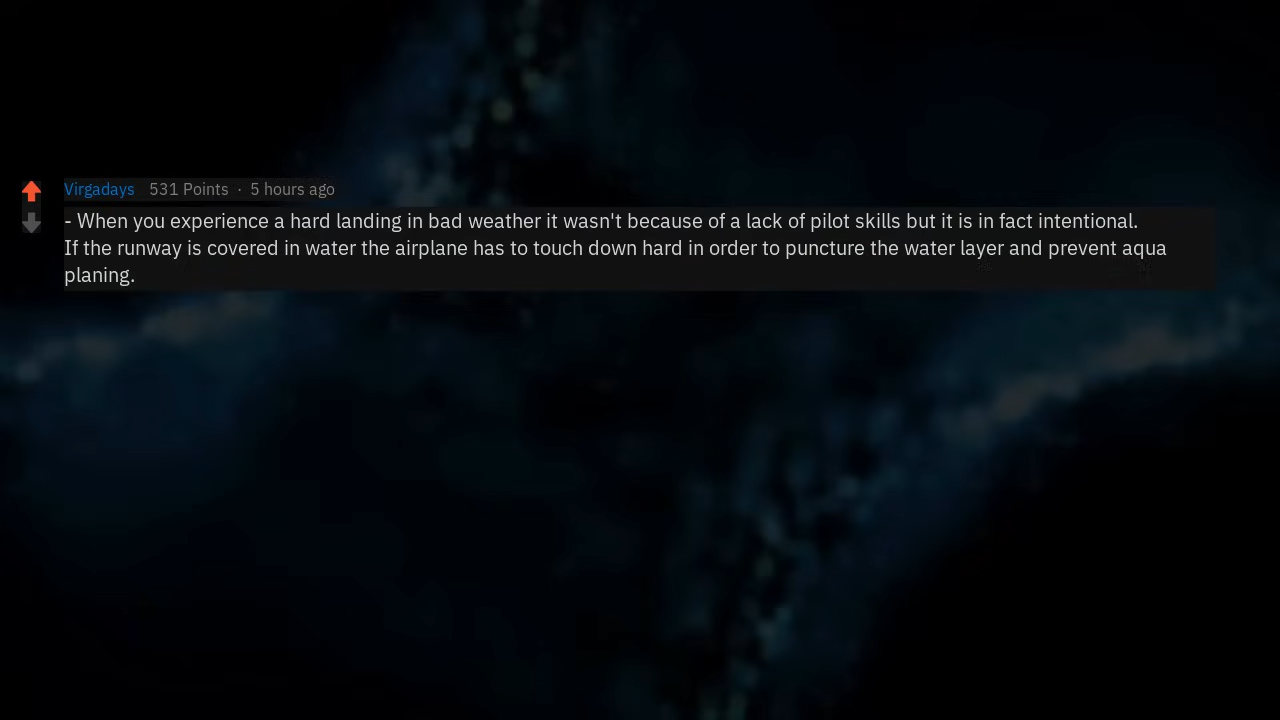 Virgadays 531 Points · 5 hours ago
- When you experience a hard landing in bad weather it wasn't because of a lack of pilot skills but it is in fact intentional.
If the runway is covered in water the airplane has to touch down hard in order to puncture the water layer and prevent aqua
planing.